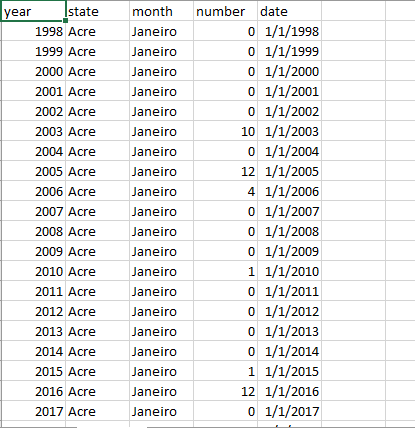 year state month number date
1998 Acre Janeiro 0 1/1/1998
1999 Acre Janeiro 0 1/1/1999
2000 Acre Janeiro 0 1/1/2000
2001 Acre Janeiro 0 1/1/2001
2002 Acre Janeiro 0 1/1/2002
2003 Acre Janeiro 10 1/1/2003
2004 Acre Janeiro 0 1/1/2004
2005 Acre Janeiro 12 1/1/2005
2006 Acre Janeiro 4 1/1/2006
2007 Acre Janeiro 0 1/1/2007
2008 Acre Janeiro 0 1/1/2008
2009 Acre Janeiro 0 1/1/2009
2010 Acre Janeiro 1 1/1/2010
2011 Acre Janeiro 0 1/1/2011
2012 Acre Janeiro 0 1/1/2012
2013 Acre Janeiro 0 1/1/2013
2014 Acre Janeiro 0 1/1/2014
2015 Acre Janeiro 1 1/1/2015
2016 Acre Janeiro 12 1/1/2016
2017 Acre Janeiro 0 1/1/2017